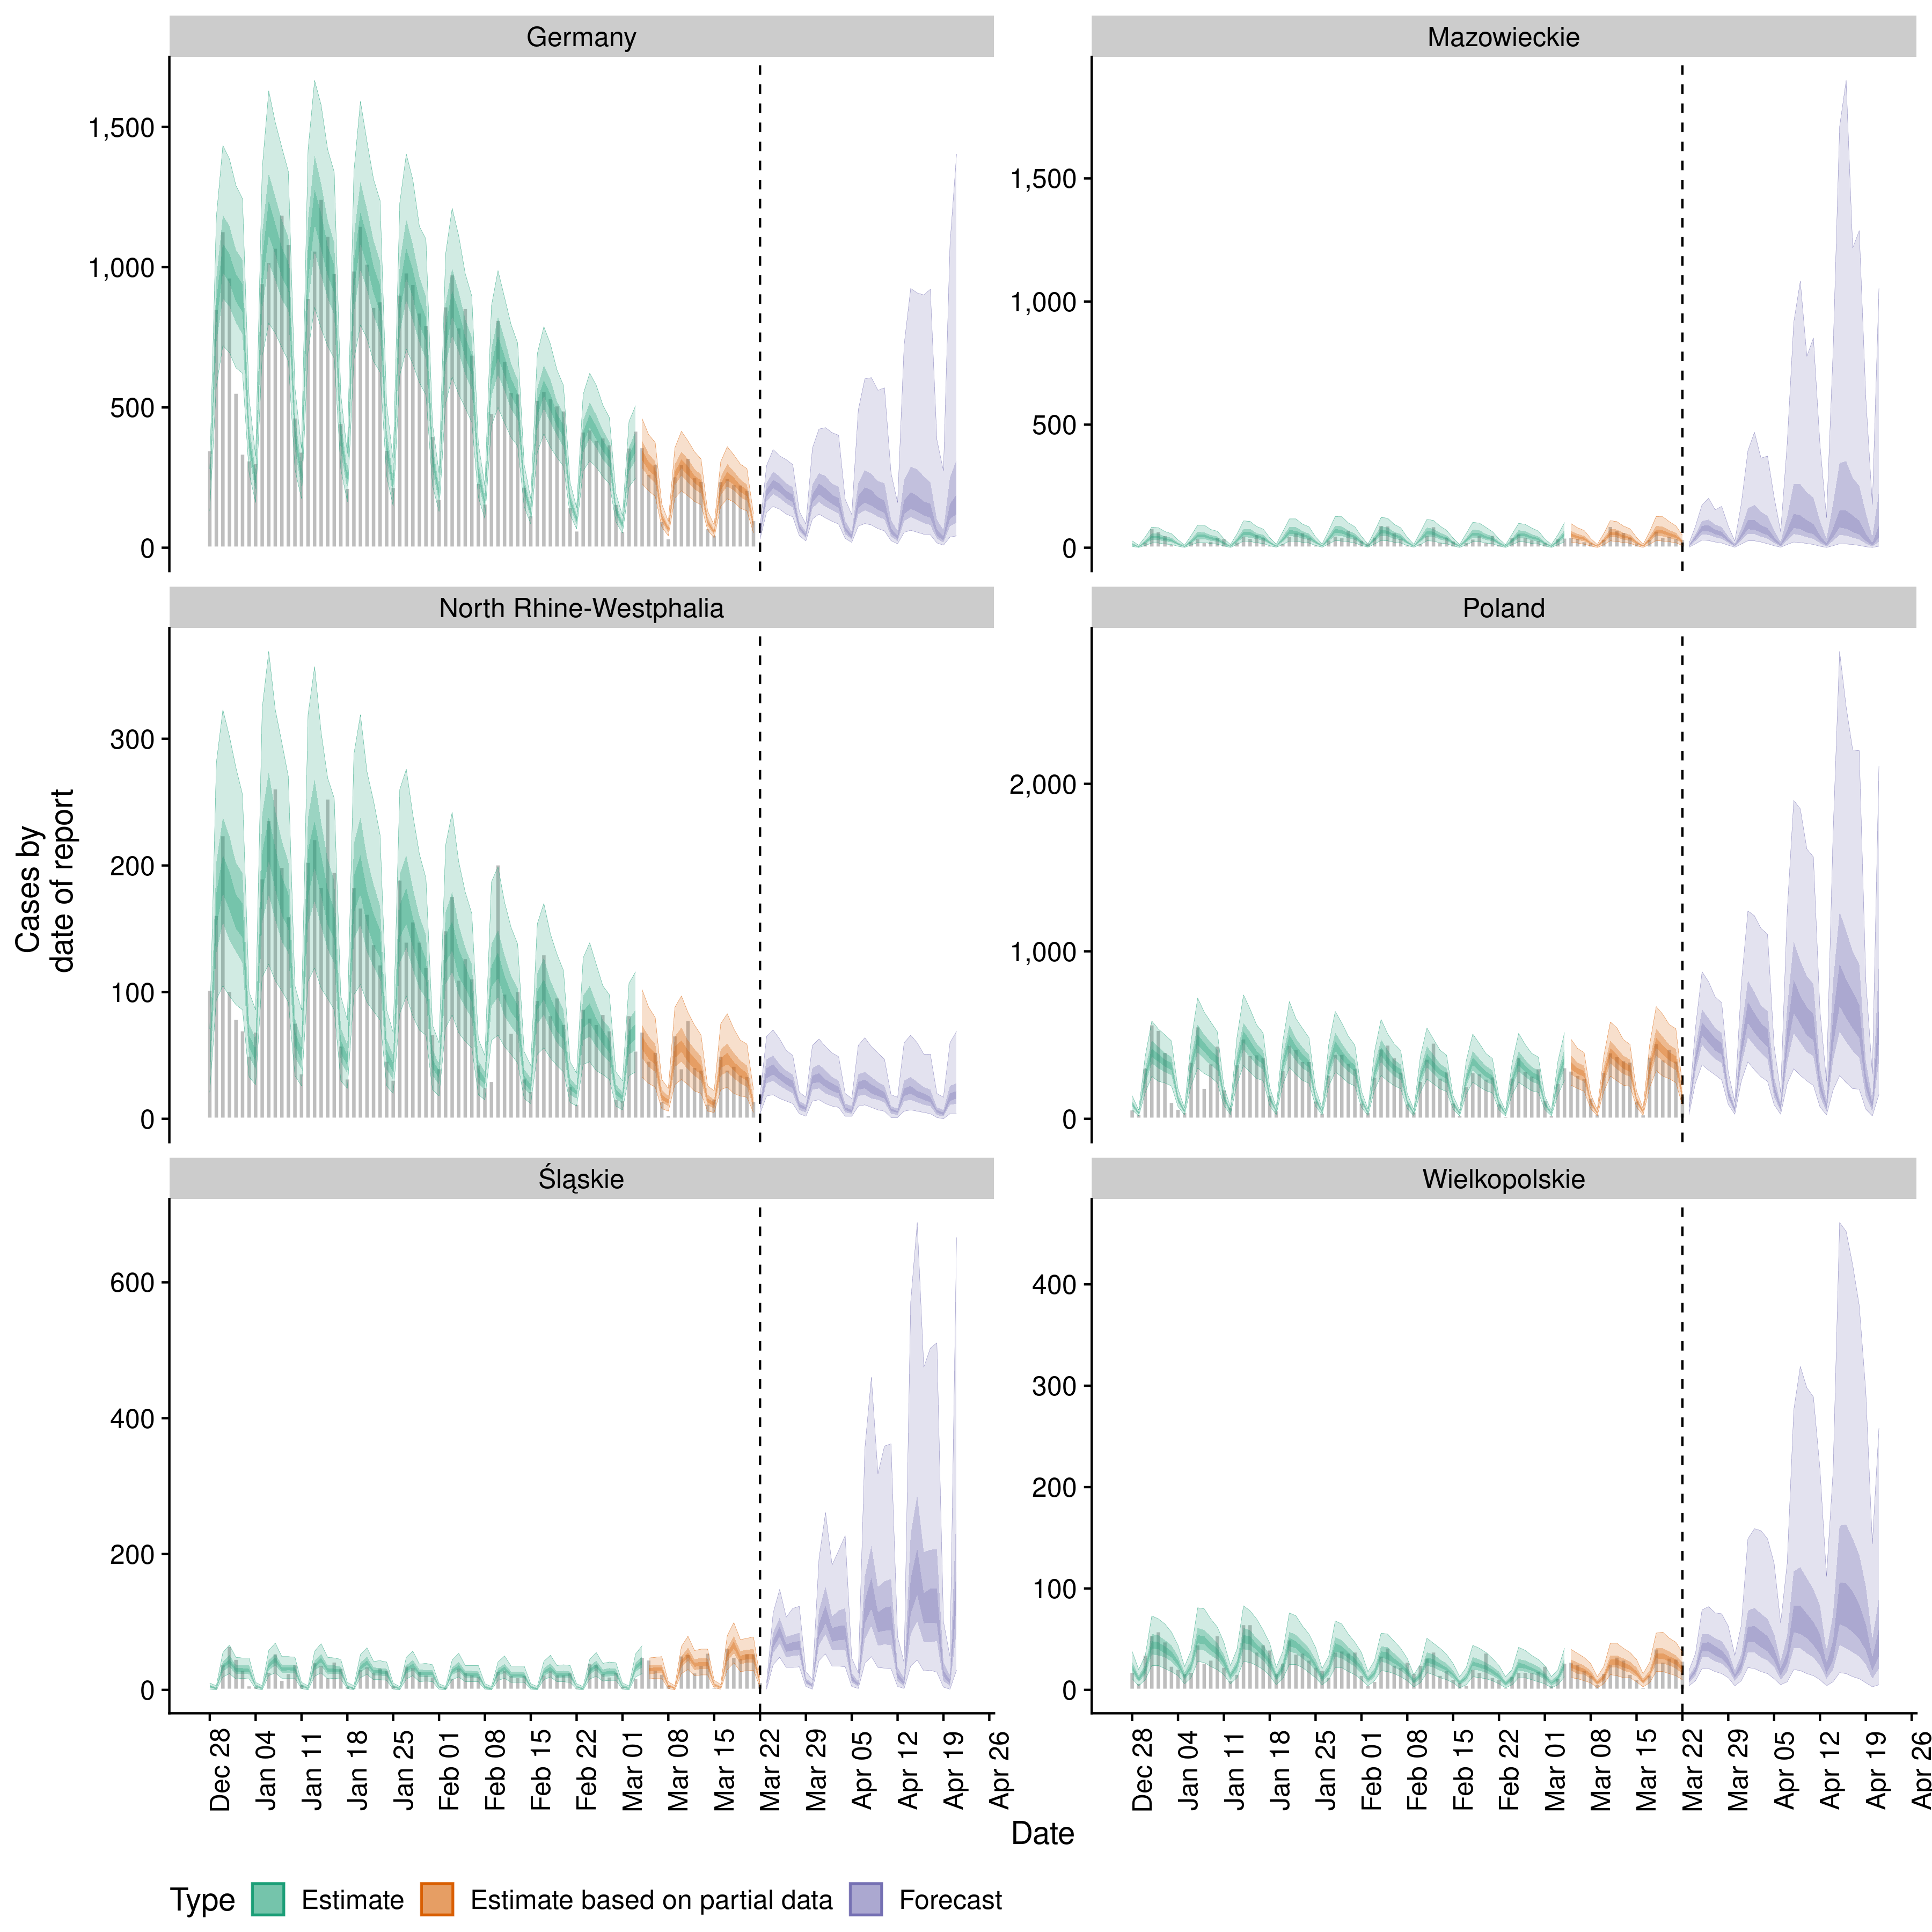 Germany
Mazowieckie
1,500
1,000
500
0
1,500
1,000
500
0
North Rhine-Westphalia
Poland
300
200
100
0
2,000
1,000
0
Cases by
date of report
Śląskie
Wielkopolskie
600
400
200
0
400
300
200
100
0
Dec 28
Jan 04
Jan 11
Jan 18
Jan 25
Feb 01
Feb 08
Feb 15
Feb 22
Mar 01
Mar 08
Mar 15
Mar 22
Mar 29
Apr 05
Apr 12
Apr 19
Apr 26
Dec 28
Jan 04
Jan 11
Jan 18
Jan 25
Feb 01
Feb 08
Feb 15
Feb 22
Mar 01
Mar 08
Mar 15
Mar 22
Mar 29
Apr 05
Apr 12
Apr 19
Apr 26
Date
Type Estimate Estimate based on partial data Forecast